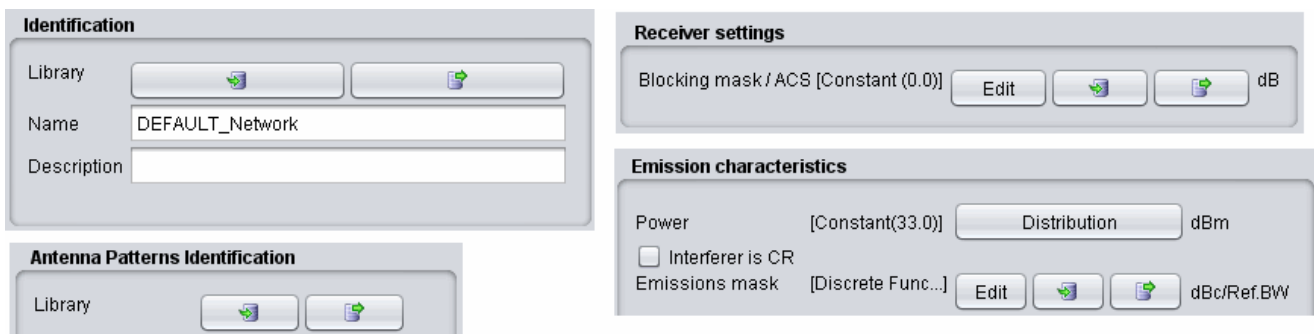 Identification
Library
Name DEFAULT_Network
Description
Antenna Patterns Identification
Library
Receiver settings
Blocking mask / ACS [Constant (0.0)] Edit dB
Emission characteristics
Power [Constant(33.0)] Distribution dBm
Interferer is CR
Emissions mask [Discrete Func...] Edit dBc/Ref.BW